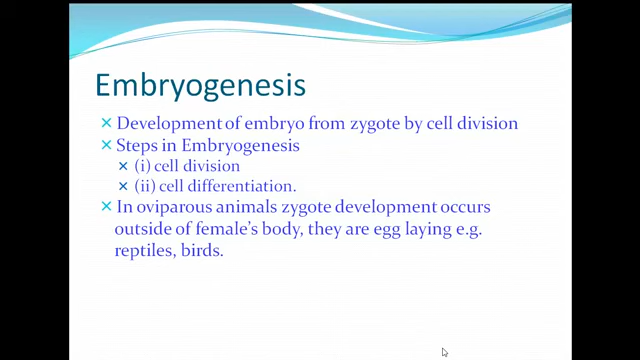 Embryogenesis
Development of embryo from zygote by cell division
Steps in Embryogenesis
(i) cell division
(ii) cell differentiation.
In oviparous animals zygote development occurs
outside of female's body, they are egg laying e.g.
reptiles, birds.